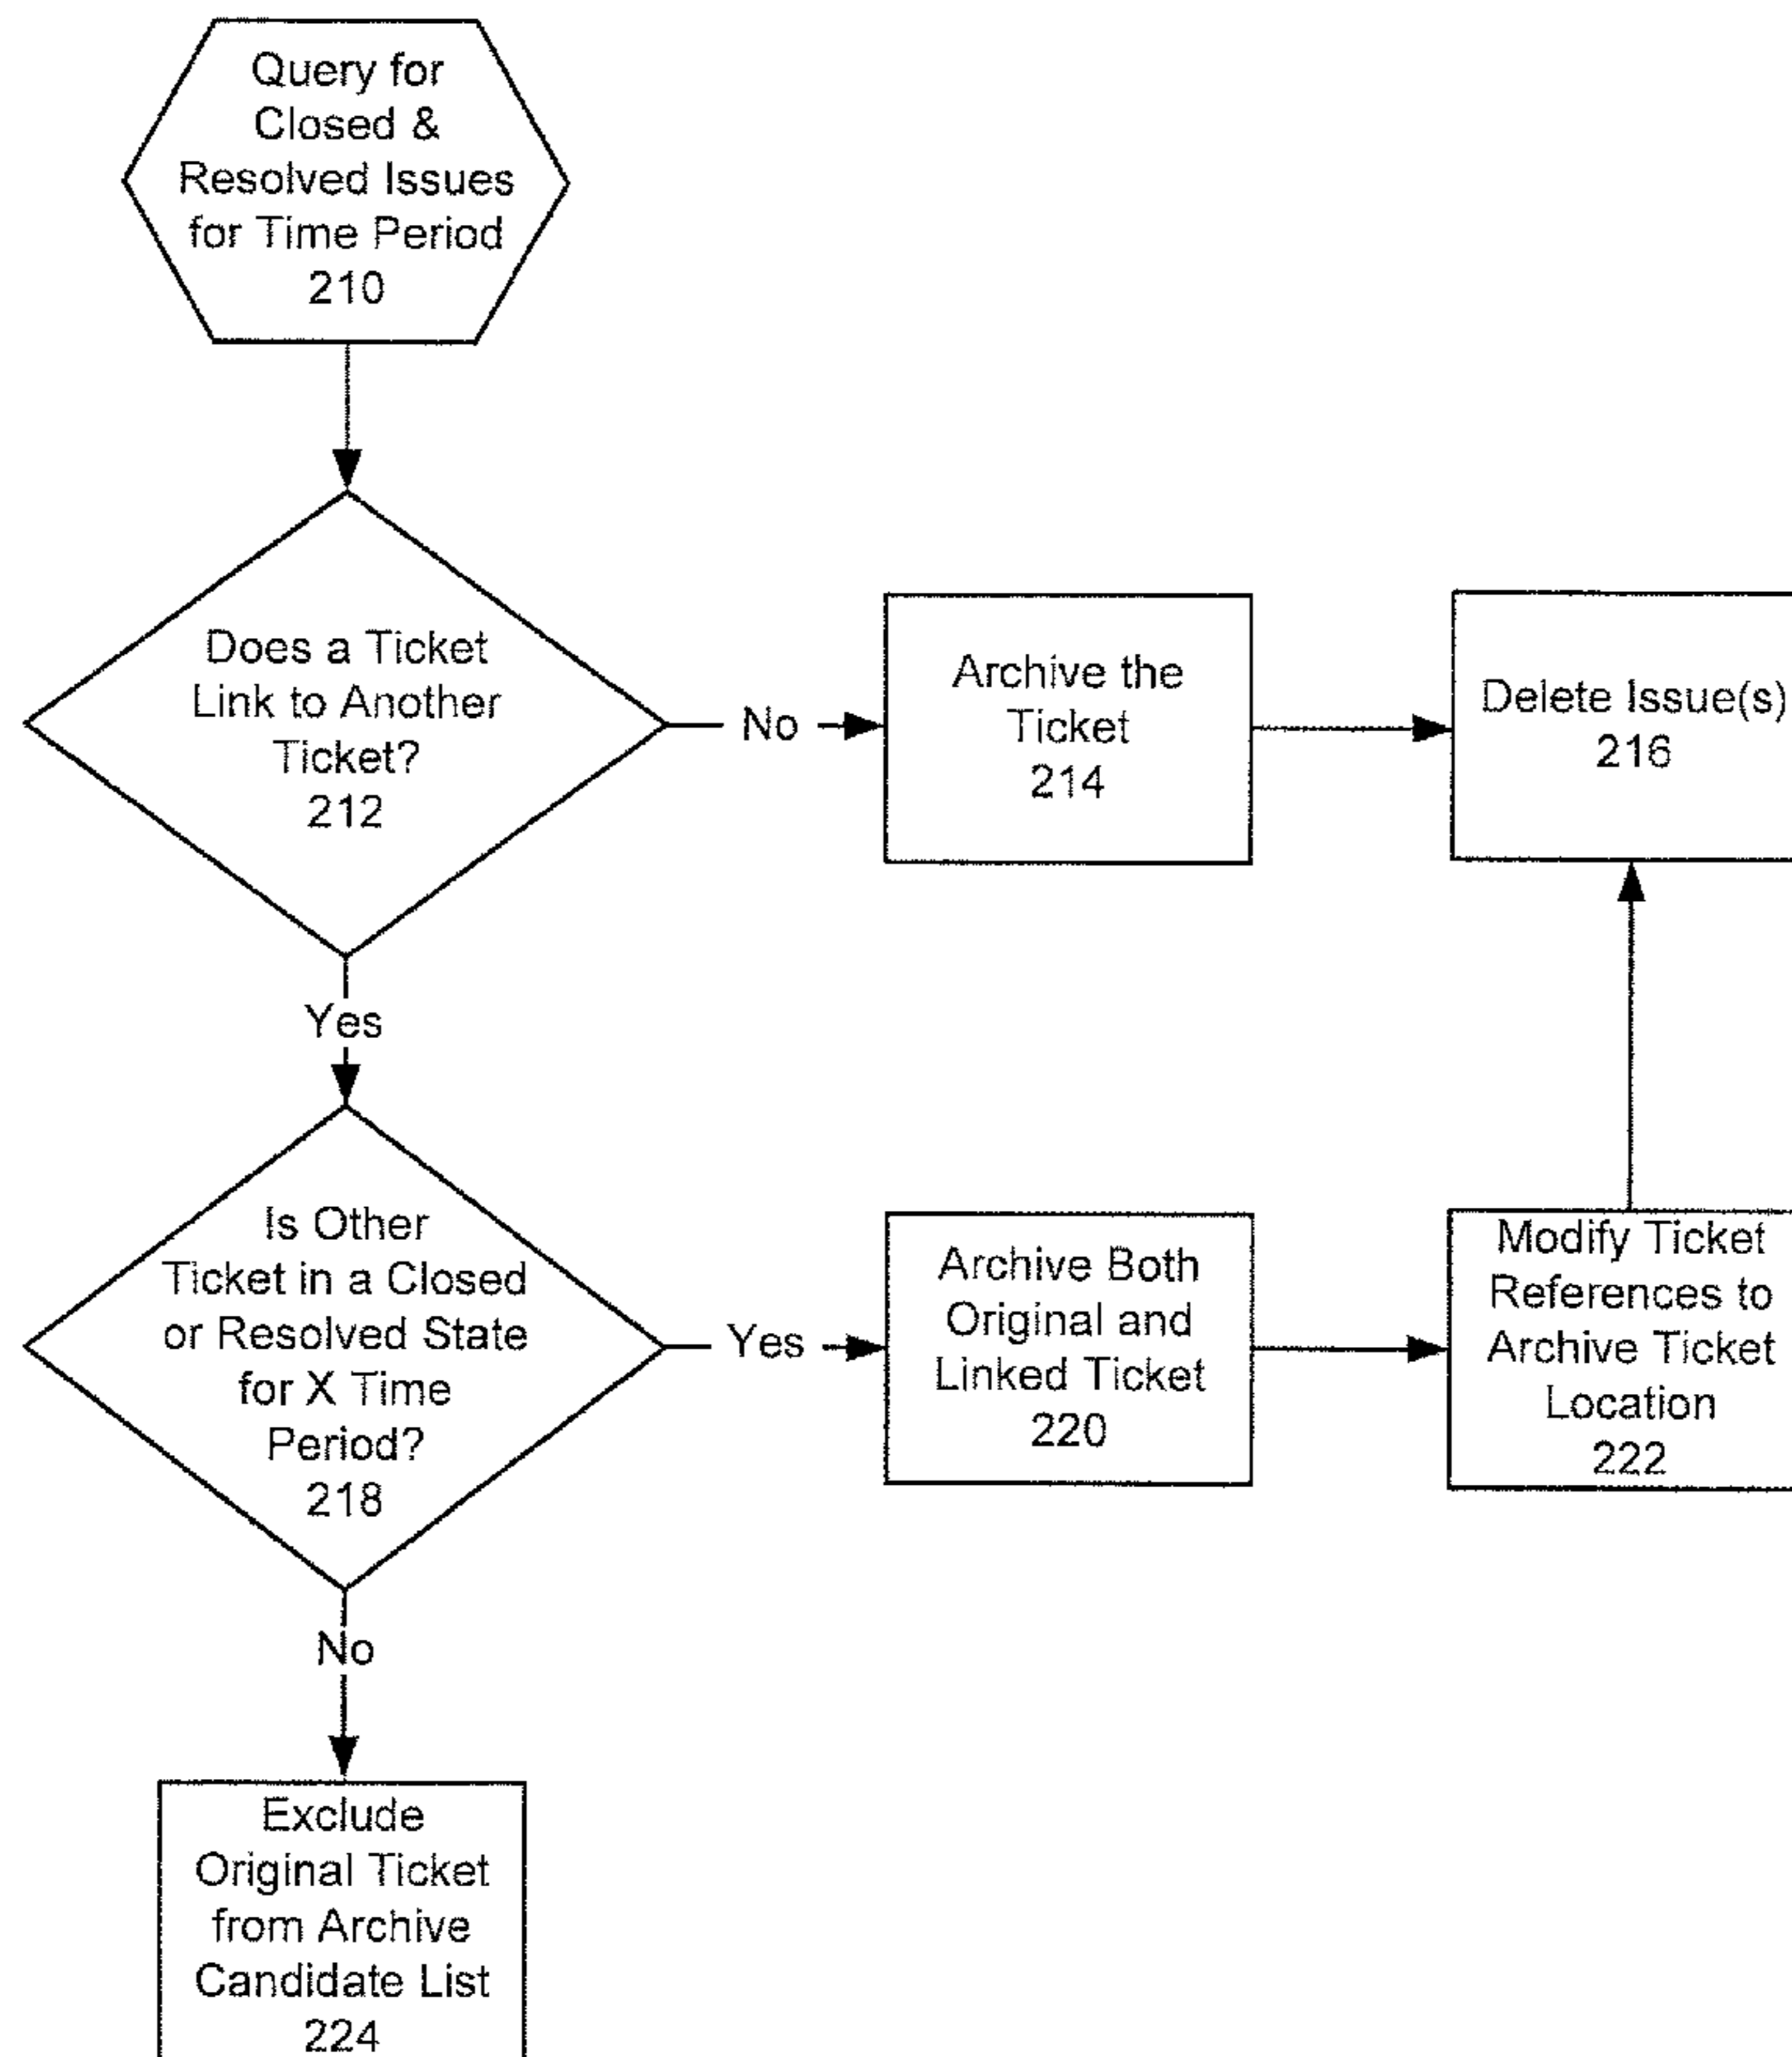 Query for
Closed &
Resolved Issues
for Time Period
210
Does a Ticket
Link to Another
Ticket?
212
No
Archive the
Ticket
214
Delete Issue(s)
216
Yes
Is Other
Ticket in a Closed
or Resolved State
for X Time
Period?
218
Yes
Archive Both
Original and
Linked Ticket
220
Modify Ticket
References to
Archive Ticket
Location
222
No
Exclude
Original Ticket
from Archive
Candidate List
224